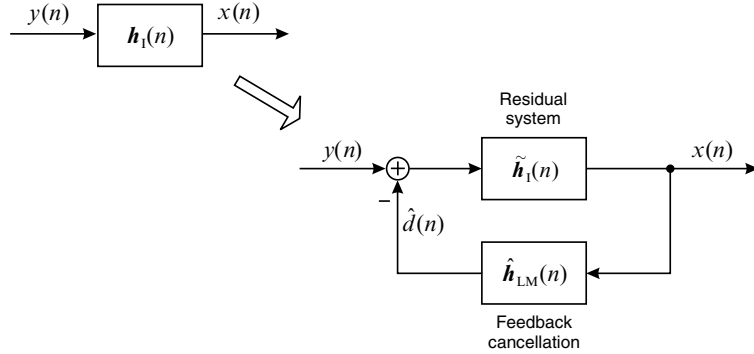 y(n)
h_I(n)
x(n)
Residual
system
y(n)
+
h̃_I(n)
x(n)
−
d̂(n)
ĥ_LM(n)
Feedback
cancellation